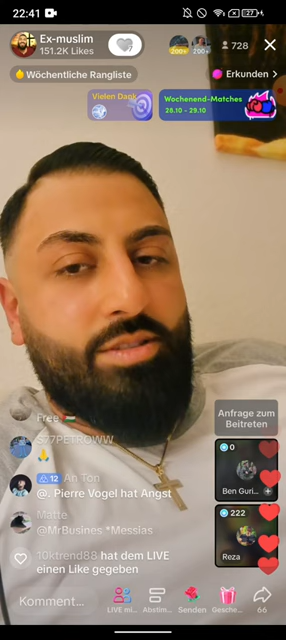 22:41
27
Ex-muslim
151.2K Likes
200+
200+
728
Wöchentliche Rangliste
Erkunden >
Vielen Dank
Wochenend-Matches
28.10 - 29.10
Free
S77PETROWW
🙏
12 An Ton
@. Pierre Vogel hat Angst
Matte
@MrBusines *Messias
10ktrend88 hat dem LIVE
einen Like gegeben
Anfrage zum
Beitreten
0
Ben Guri...
222
Reza
Komment...
LIVE mi...
Abstim...
Senden
Gesche...
66